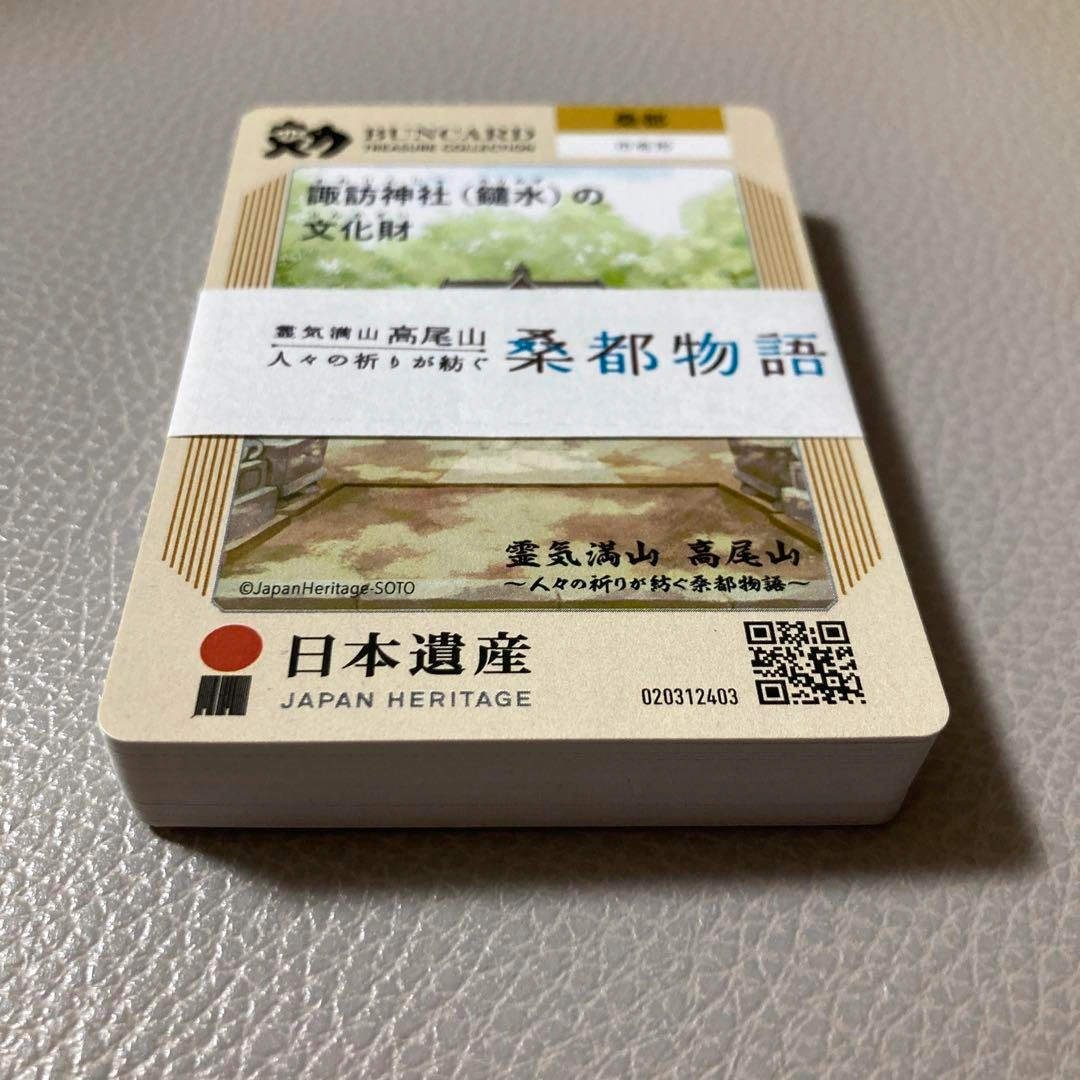 BUNCARD
TREASURE COLLECTION
桑都
諏訪神社(鑓水)の
文化財
霊気満山 高尾山
人々の祈りが紡ぐ
桑都物語
霊気満山 高尾山
～人々の祈りが紡ぐ桑都物語～
©JapanHeritage-SOTO
日本遺産
JAPAN HERITAGE
020312403